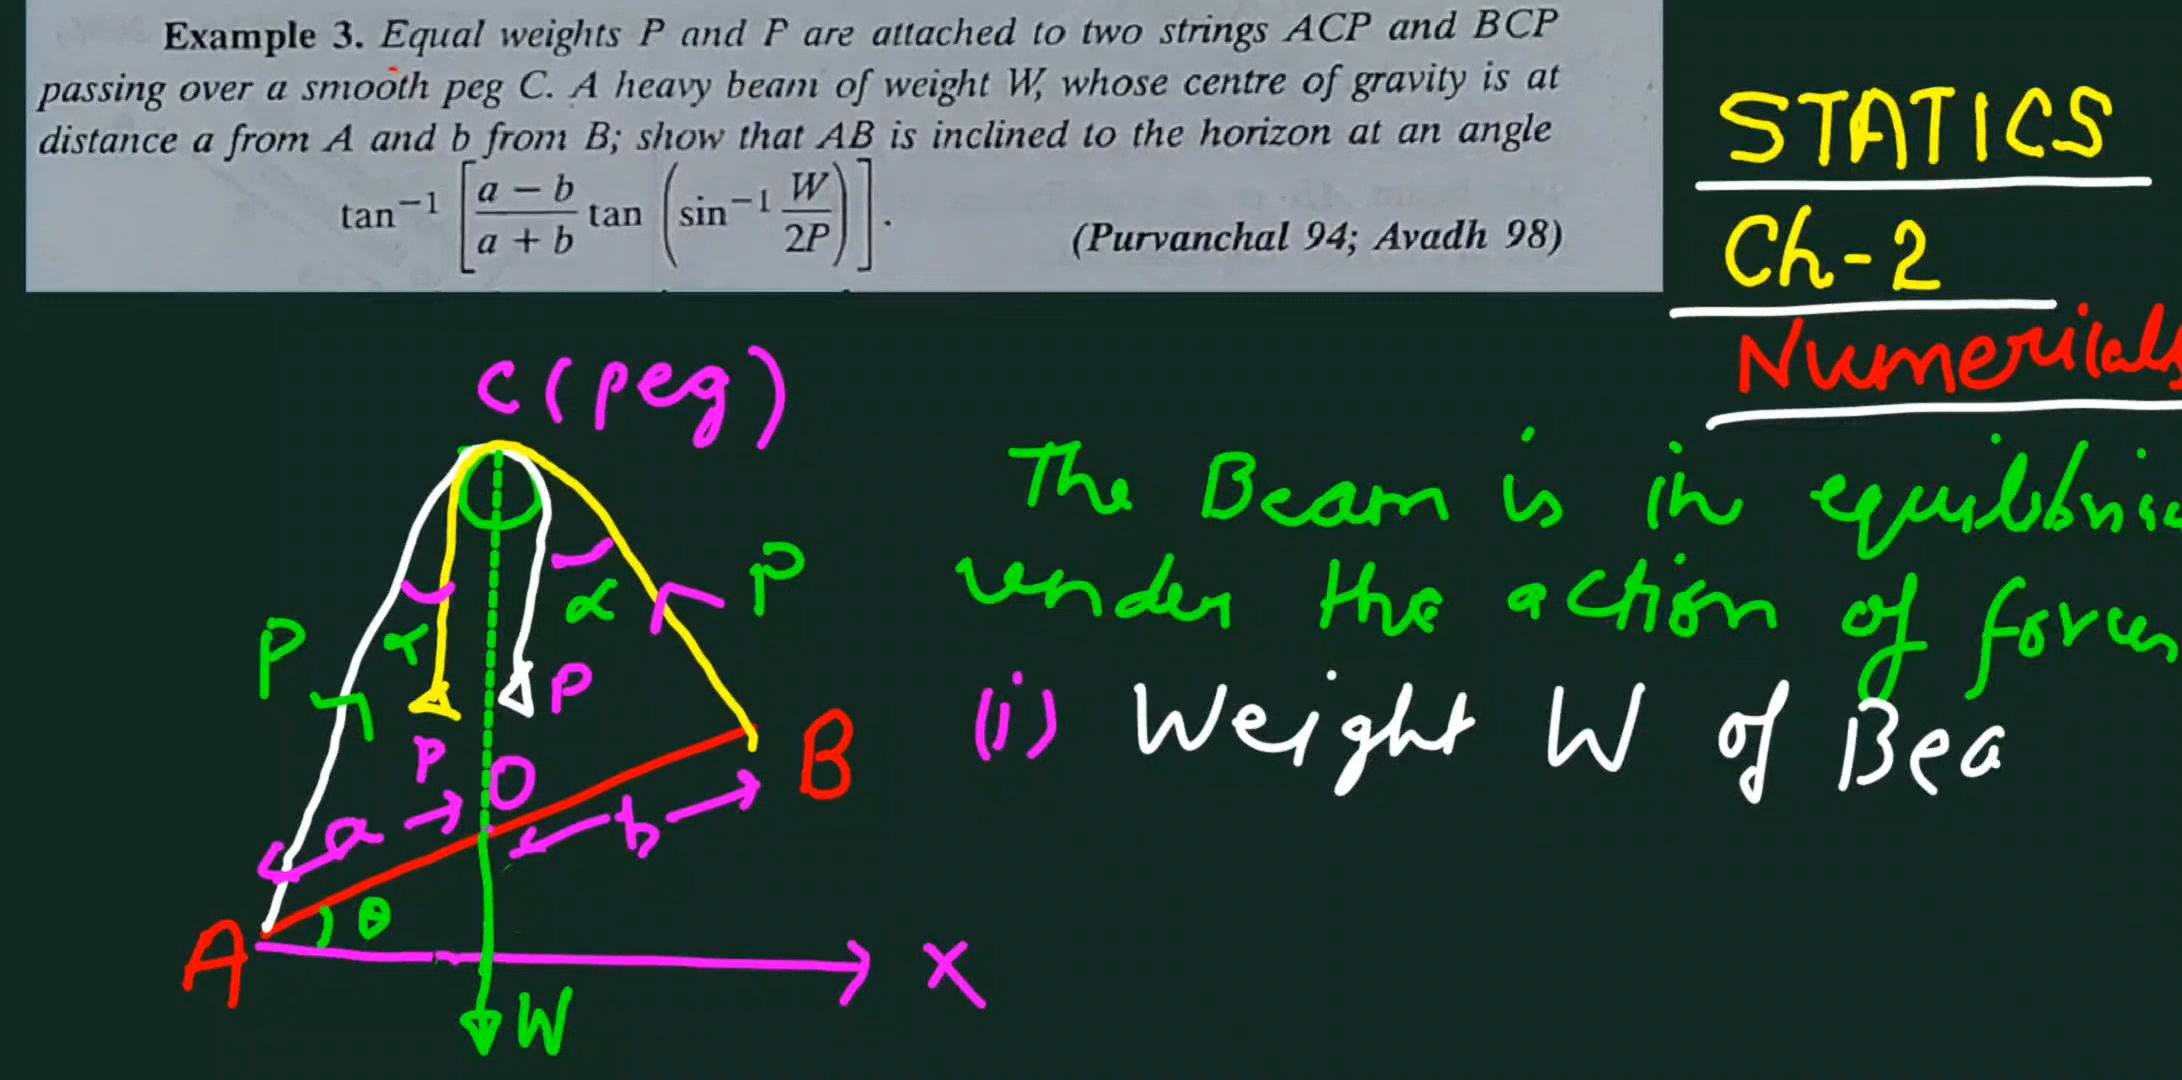 Example 3. Equal weights P and P are attached to two strings ACP and BCP
passing over a smooth peg C. A heavy beam of weight W, whose centre of gravity is at
distance a from A and b from B; show that AB is inclined to the horizon at an angle
tan⁻¹ [a − b / a + b tan (sin⁻¹ W / 2P)].
(Purvanchal 94; Avadh 98)
STATICS
Ch-2
Numericals
C (peg)
The Beam is in
under the action of forces
(i) Weight W of Bea
P
P
α
α
P
P
O
a
b
B
A
θ
X
W